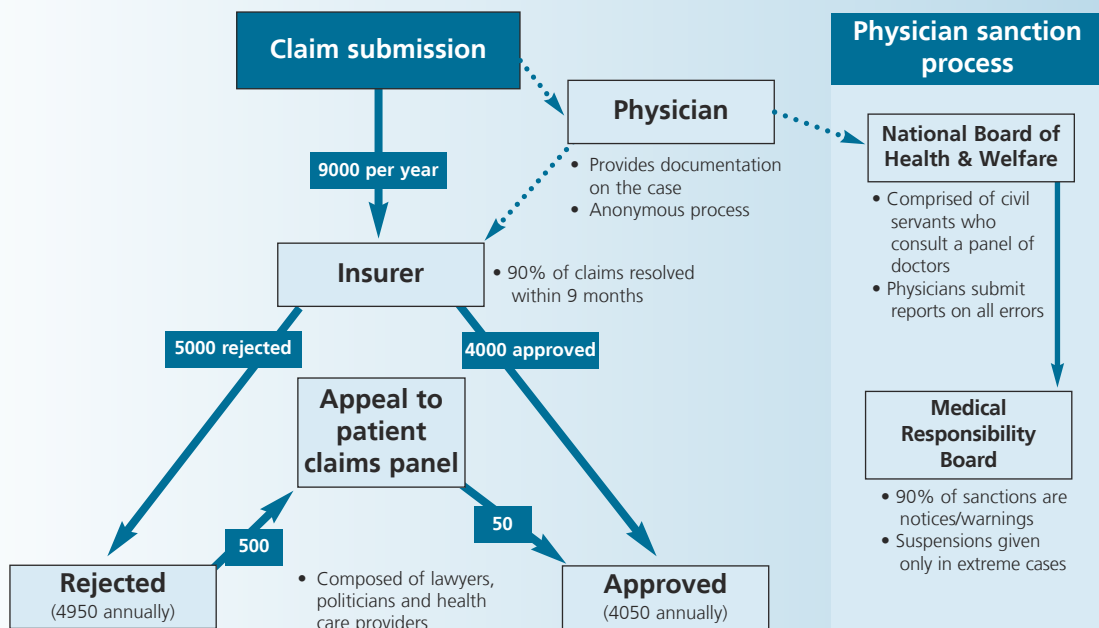 Claim submission
Physician sanction
process
Physician
• Provides documentation
on the case
• Anonymous process
National Board of
Health & Welfare
• Comprised of civil
servants who
consult a panel of
doctors
• Physicians submit
reports on all errors
9000 per year
Insurer
• 90% of claims resolved
within 9 months
5000 rejected
4000 approved
Appeal to
patient
claims panel
Medical
Responsibility
Board
• 90% of sanctions are
notices/warnings
• Suspensions given
only in extreme cases
500
50
Rejected
(4950 annually)
• Composed of lawyers,
politicians and health
care providers
Approved
(4050 annually)